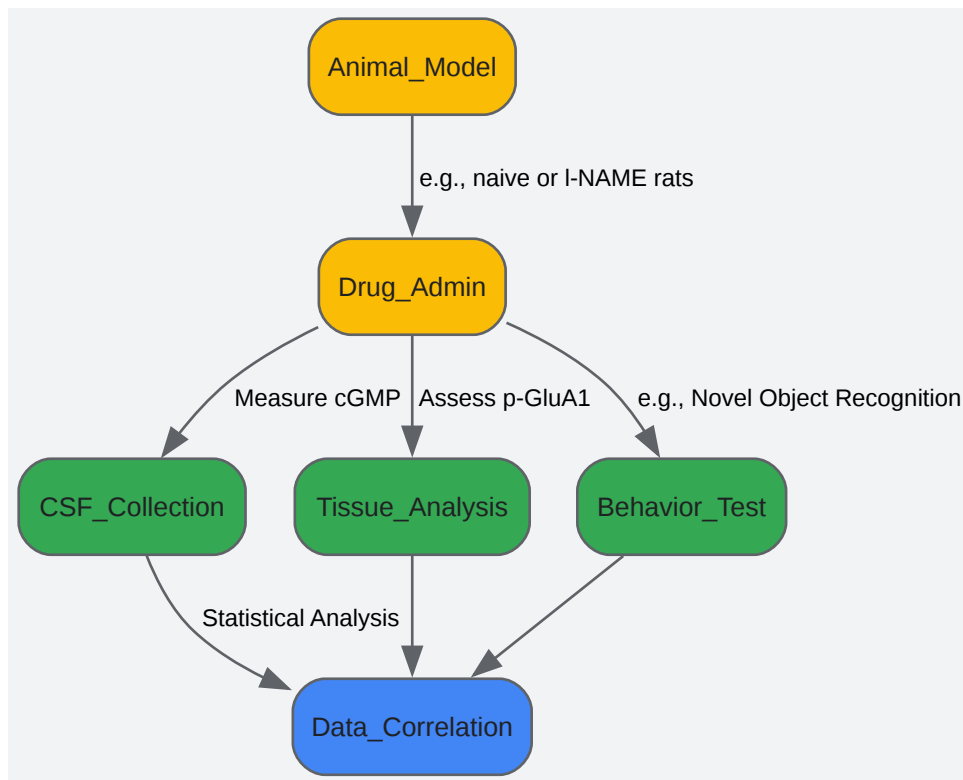 Animal_Model
e.g., naive or l-NAME rats
Drug_Admin
Measure cGMP
Assess p-GluA1
e.g., Novel Object Recognition
CSF_Collection
Tissue_Analysis
Behavior_Test
Statistical Analysis
Data_Correlation